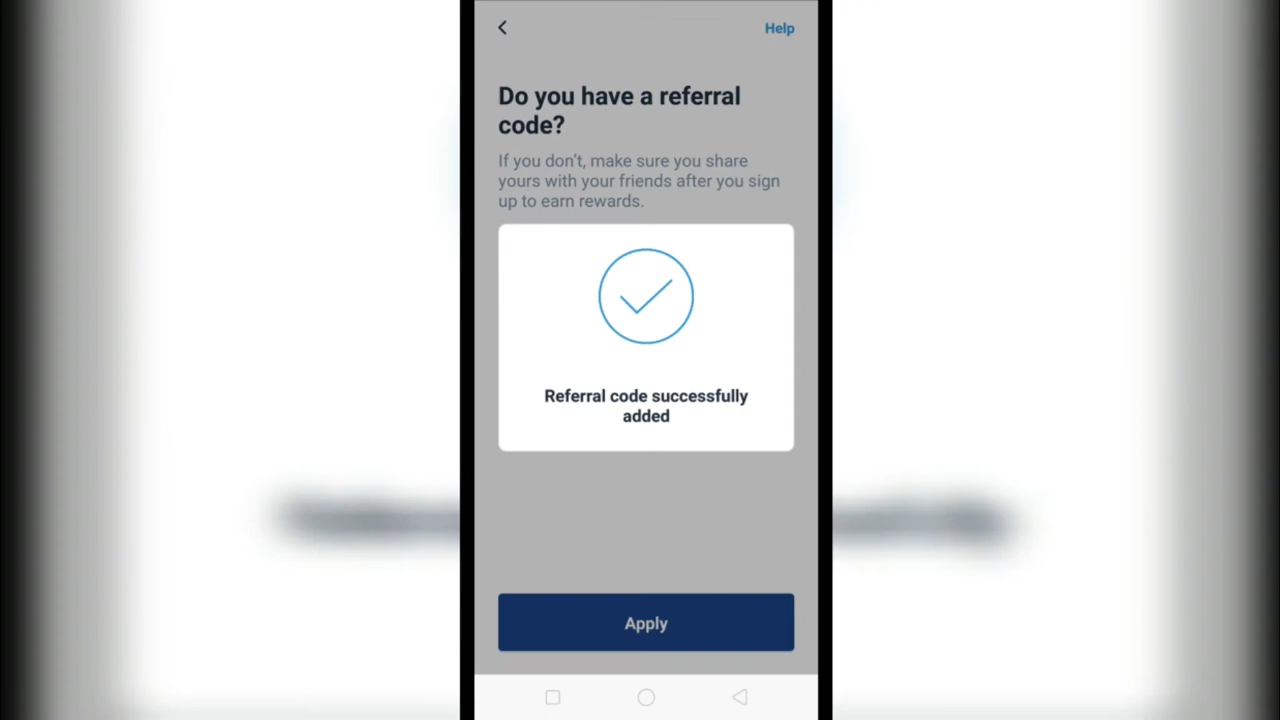 Help
Do you have a referral
code?
If you don't, make sure you share
yours with your friends after you sign
up to earn rewards.
Referral code successfully
added
Apply